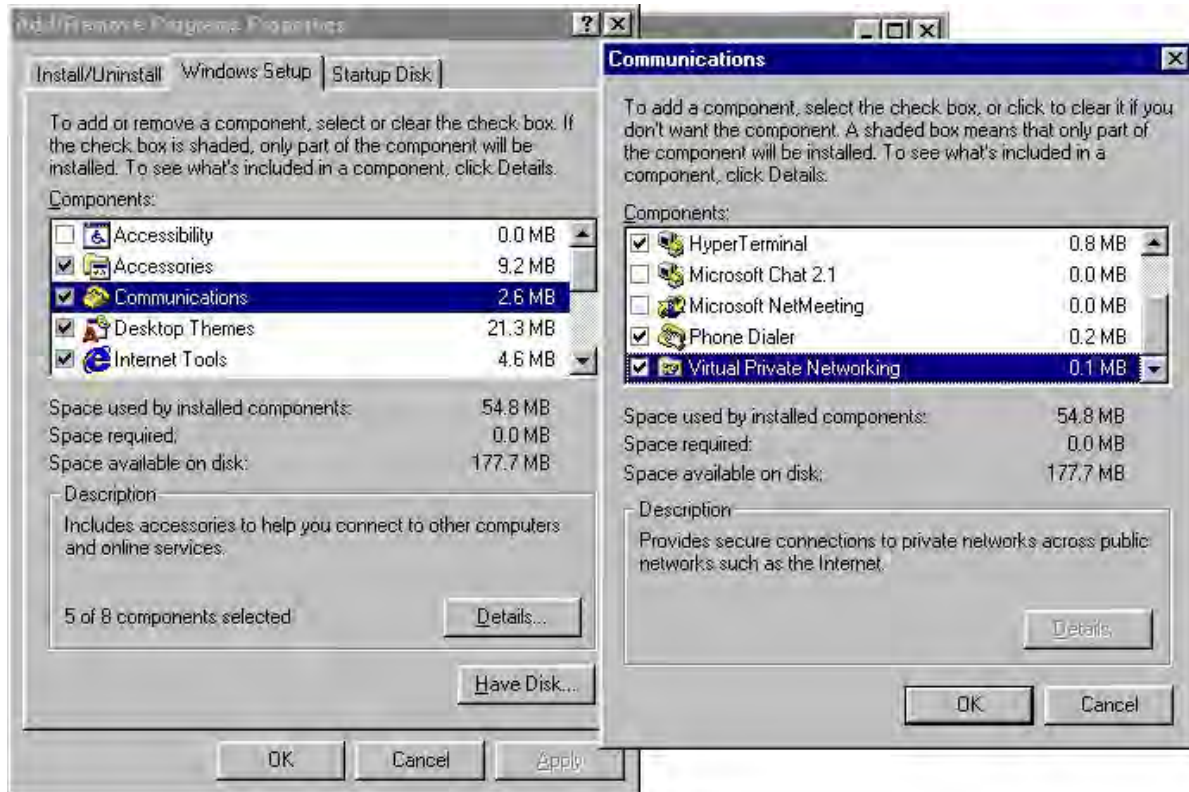 Add/Remove Programs Properties
Install/Uninstall Windows Setup Startup Disk
To add or remove a component, select or clear the check box. If
the check box is shaded, only part of the component will be
installed. To see what's included in a component, click Details.
Components:
Accessibility 0.0 MB
Accessories 9.2 MB
Communications 2.6 MB
Desktop Themes 21.3 MB
Internet Tools 4.6 MB
Space used by installed components: 54.8 MB
Space required: 0.0 MB
Space available on disk: 177.7 MB
Description
Includes accessories to help you connect to other computers
and online services.
5 of 8 components selected Details...
Have Disk...
OK Cancel Apply
Communications
To add a component, select the check box, or click to clear it if you
don't want the component. A shaded box means that only part of
the component will be installed. To see what's included in a
component, click Details.
Components:
HyperTerminal 0.8 MB
Microsoft Chat 2.1 0.0 MB
Microsoft NetMeeting 0.0 MB
Phone Dialer 0.2 MB
Virtual Private Networking 0.1 MB
Space used by installed components: 54.8 MB
Space required: 0.0 MB
Space available on disk: 177.7 MB
Description
Provides secure connections to private networks across public
networks such as the Internet.
Details.
OK Cancel